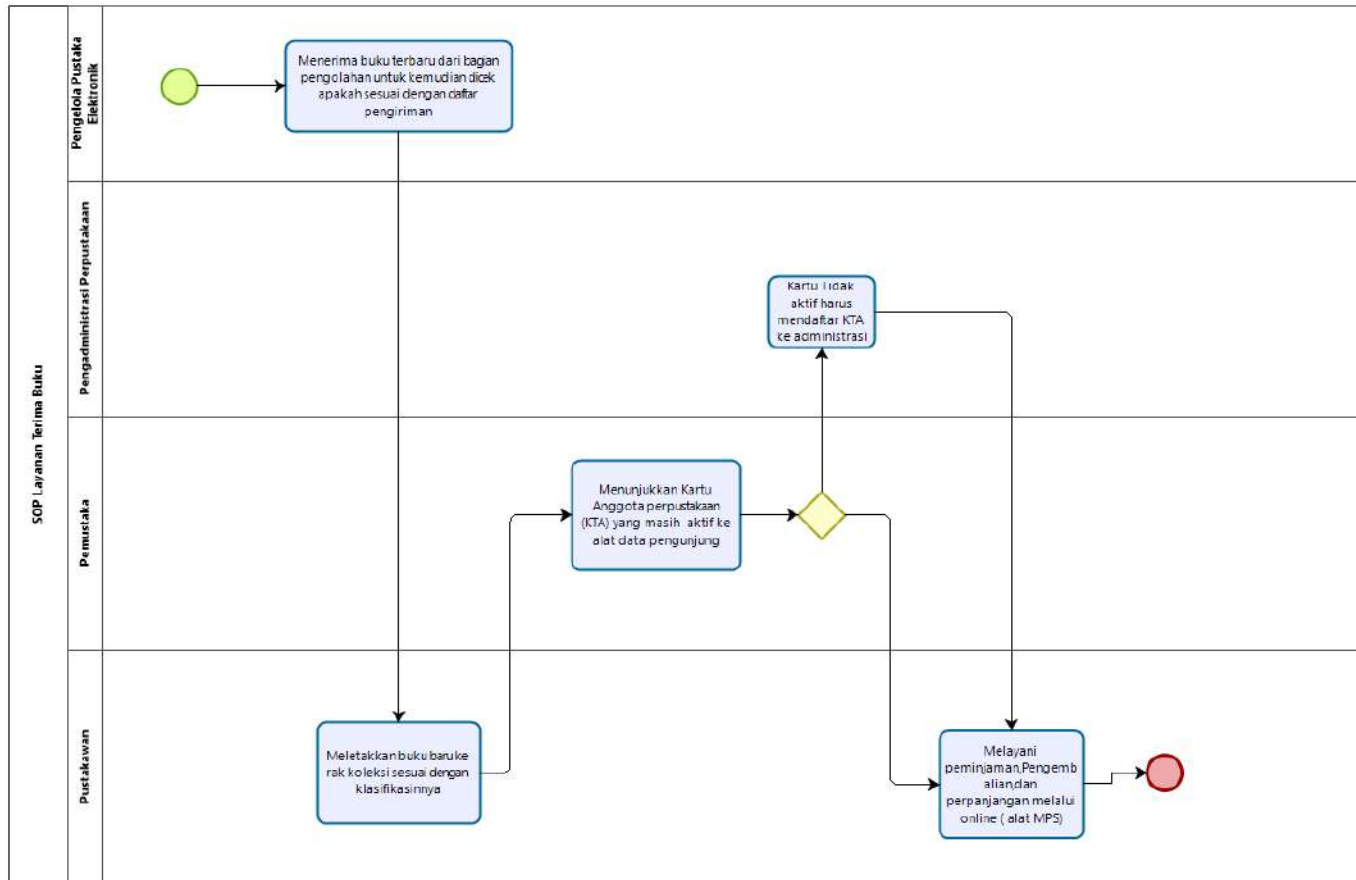 SOP Layanan Terima Buku
Pengelola Pustaka
Elektronik
Menerima buku terbaru dari bagian
pengolahan untuk kemudian dicek
apakah sesuai dengan daftar
pengiriman
Pengadministrasi Perpustakaan
Kartu Tidak
aktif harus
mendaftar KTA
ke administrasi
Pemustaka
Menunjukkan Kartu
Anggota perpustakaan
(KTA) yang masih aktif ke
alat data pengunjung
Pustakawan
Meletakkan buku baru ke
rak koleksi sesuai dengan
klasifikasinnya
Melayani
peminjaman,Pengemb
alian,dan
perpanjangan melalui
online ( alat MPS)